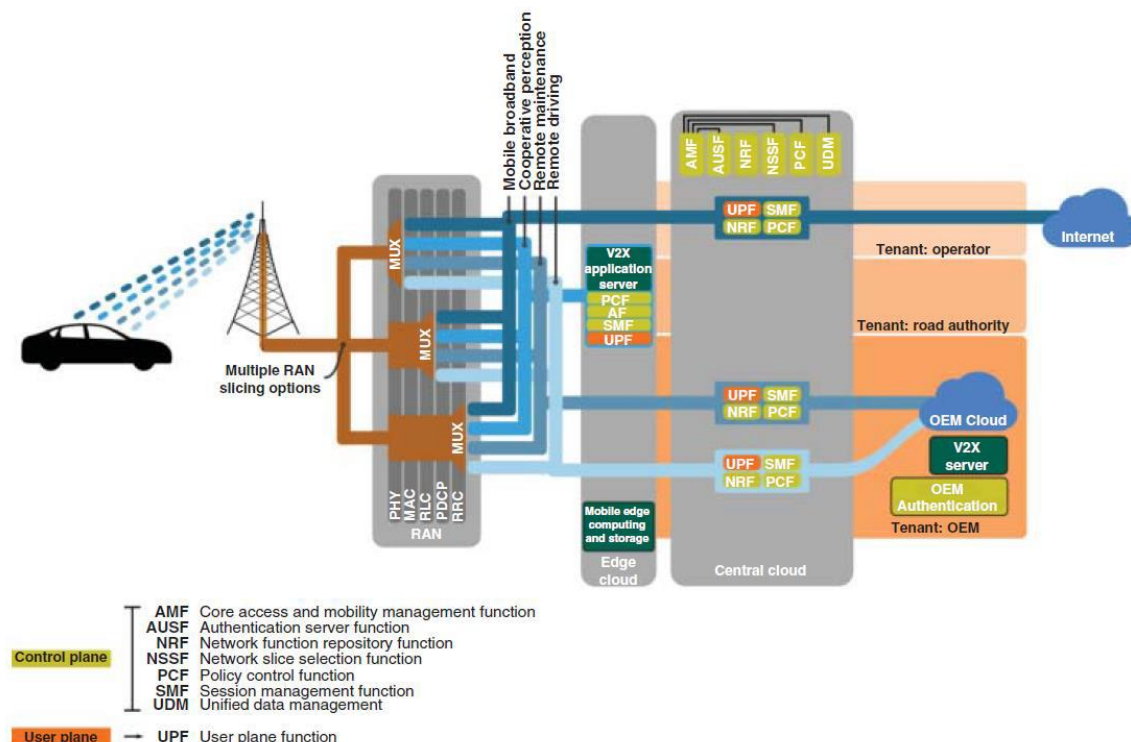 Mobile broadband
Cooperative perception
Remote maintenance
Remote driving
AMF
AUSF
NRF
NSSF
PCF
UDM
UPF SMF
NRF PCF
Internet
Tenant: operator
MUX
V2X
application
server
PCF
AF
SMF
UPF
Tenant: road authority
Multiple RAN
slicing options
MUX
UPF SMF
NRF PCF
OEM Cloud
MUX
V2X
server
UPF SMF
NRF PCF
OEM
Authentication
Tenant: OEM
PHY
MAC
RLC
PDCP
RRC
RAN
Mobile edge
computing
and storage
Edge
cloud
Central cloud
Control plane
AMF Core access and mobility management function
AUSF Authentication server function
NRF Network function repository function
NSSF Network slice selection function
PCF Policy control function
SMF Session management function
UDM Unified data management
User plane → UPF User plane function